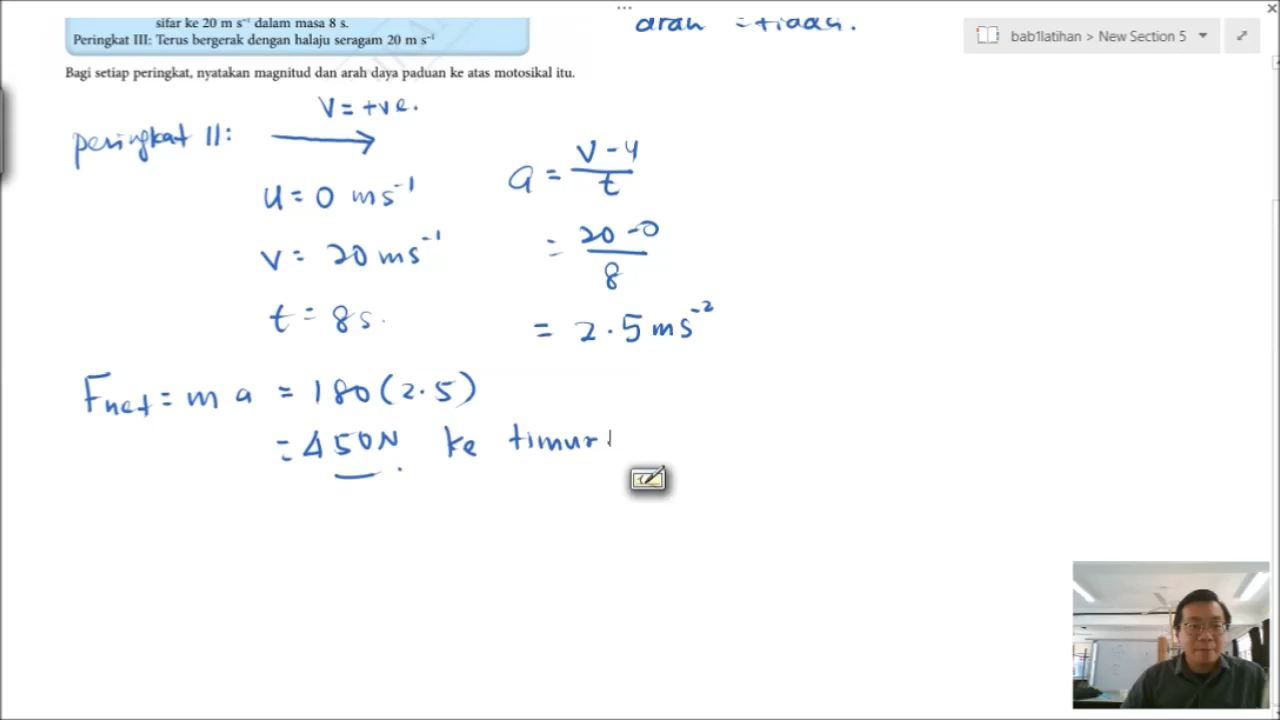 sifar ke 20 m s⁻¹ dalam masa 8 s.
Peringkat III: Terus bergerak dengan halaju seragam 20 m s⁻¹
arah = tiada.
bab1latihan > New Section 5
Bagi setiap peringkat, nyatakan magnitud dan arah daya paduan ke atas motosikal itu.
V = +ve.
peringkat II:
a = (v - u) / t
u = 0 ms⁻¹
= (20 - 0) / 8
v = 20 ms⁻¹
t = 8s.
= 2.5 ms⁻²
Fnet = m a = 180 (2.5)
= 450N ke timur